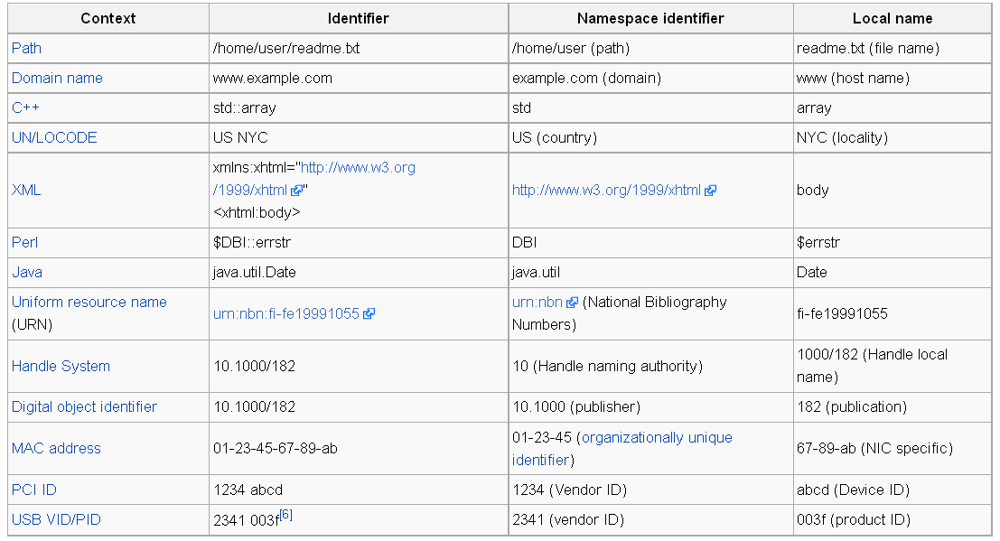 Context Identifier Namespace identifier Local name
Path /home/user/readme.txt /home/user (path) readme.txt (file name)
Domain name www.example.com example.com (domain) www (host name)
C++ std::array std array
UN/LOCODE US NYC US (country) NYC (locality)
XML xmlns:xhtml="http://www.w3.org
/1999/xhtml"
<xhtml:body> http://www.w3.org/1999/xhtml body
Perl $DBI::errstr DBI $errstr
Java java.util.Date java.util Date
Uniform resource name
(URN) urn:nbn:fi-fe19991055 urn:nbn (National Bibliography
Numbers) fi-fe19991055
Handle System 10.1000/182 10 (Handle naming authority) 1000/182 (Handle local
name)
Digital object identifier 10.1000/182 10.1000 (publisher) 182 (publication)
MAC address 01-23-45-67-89-ab 01-23-45 (organizationally unique
identifier) 67-89-ab (NIC specific)
PCI ID 1234 abcd 1234 (Vendor ID) abcd (Device ID)
USB VID/PID 2341 003f[6] 2341 (vendor ID) 003f (product ID)